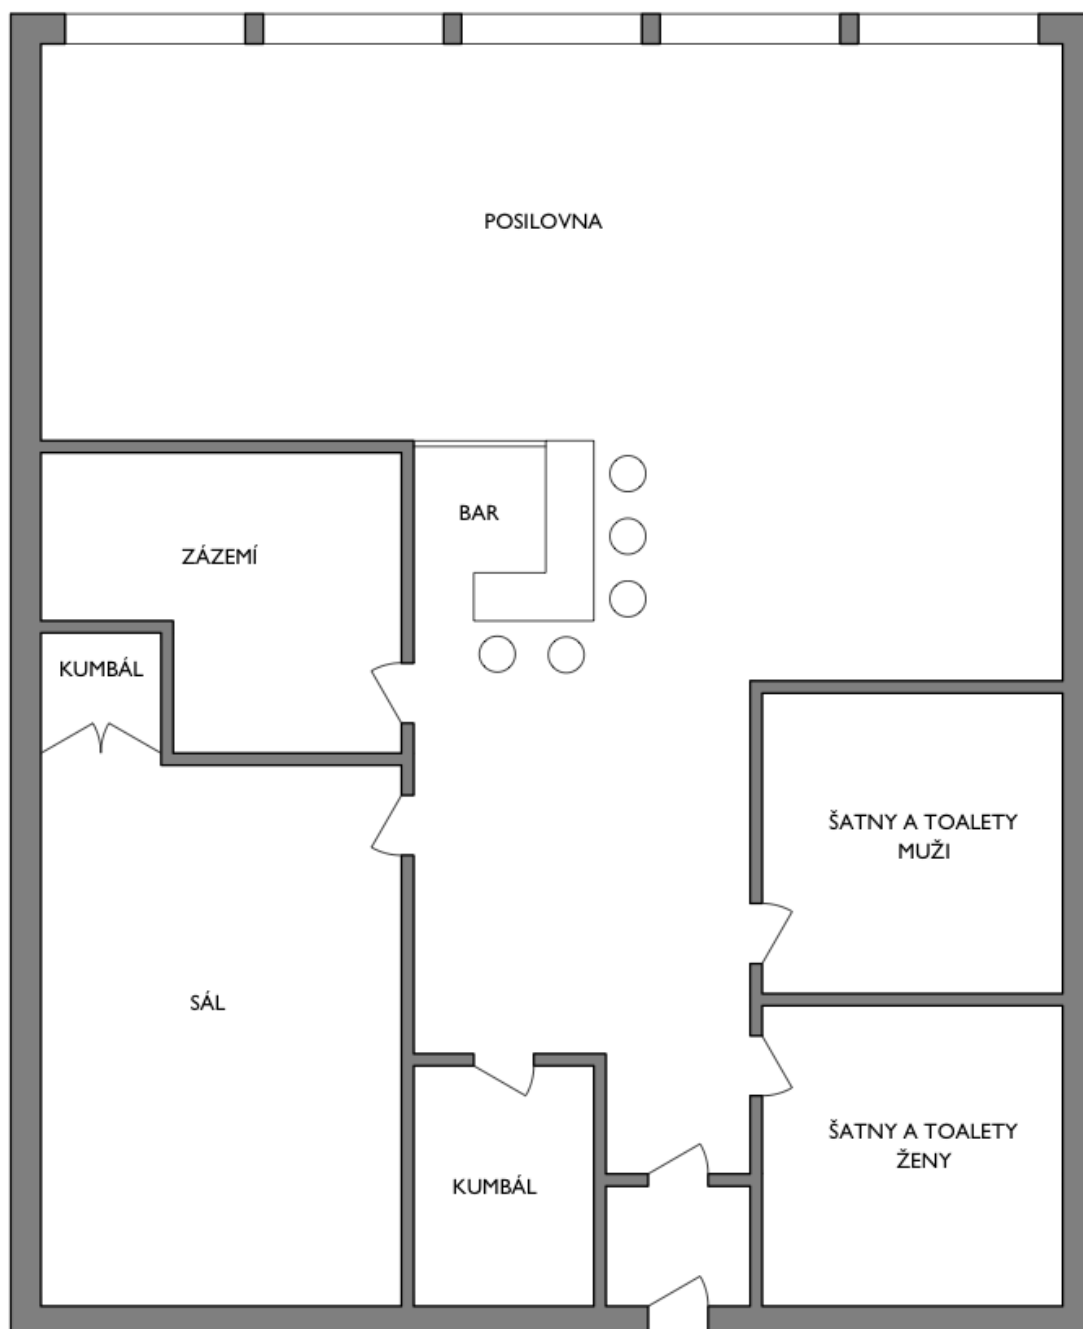 POSILOVNA
BAR
ZÁZEMÍ
KUMBÁL
ŠATNY A TOALETY
MUŽI
SÁL
ŠATNY A TOALETY
ŽENY
KUMBÁL